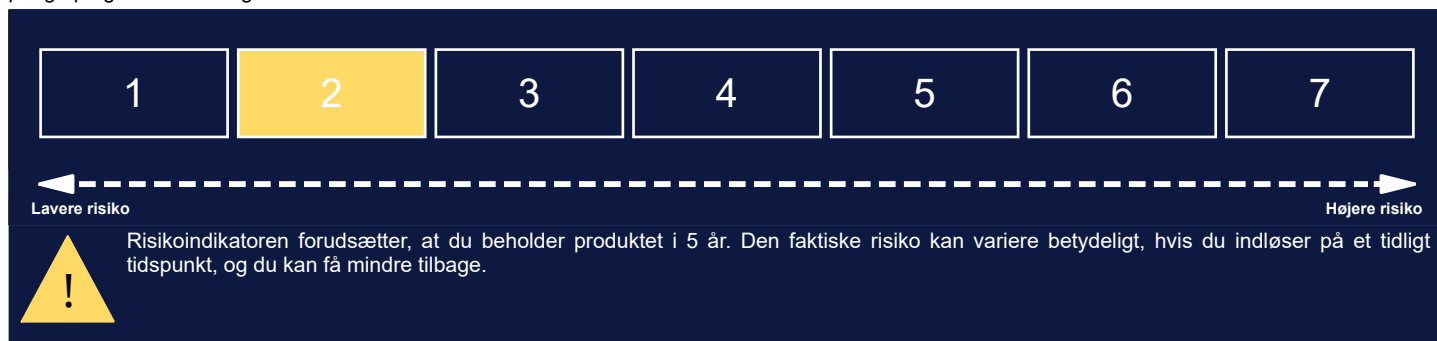 1 2 3 4 5 6 7
Lavere risiko Højere risiko
Risikoindikatoren forudsætter, at du beholder produktet i 5 år. Den faktiske risiko kan variere betydeligt, hvis du indløser på et tidligt
tidspunkt, og du kan få mindre tilbage.
!